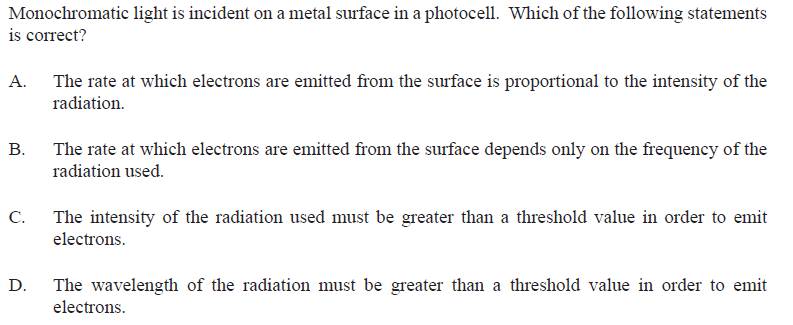 Monochromatic light is incident on a metal surface in a photocell. Which of the following statements
is correct?
A. The rate at which electrons are emitted from the surface is proportional to the intensity of the
radiation.
B. The rate at which electrons are emitted from the surface depends only on the frequency of the
radiation used.
C. The intensity of the radiation used must be greater than a threshold value in order to emit
electrons.
D. The wavelength of the radiation must be greater than a threshold value in order to emit
electrons.